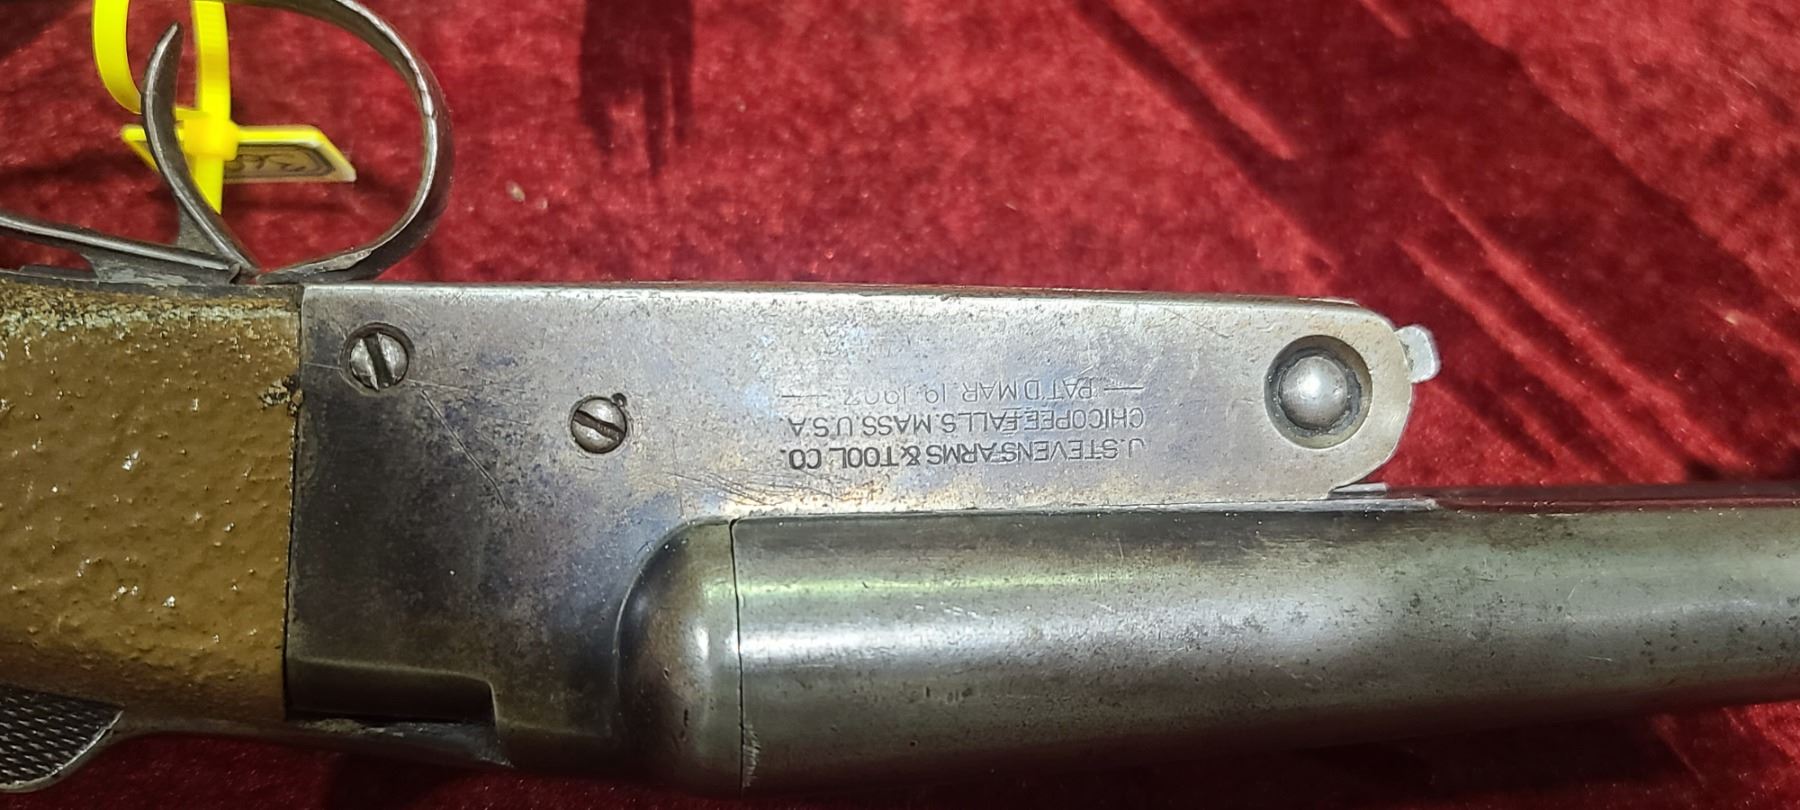 J. STEVENS ARMS & TOOL CO.
CHICOPEE FALLS. MASS. U.S.A.
— PAT'D MAR. 19. 1907. —